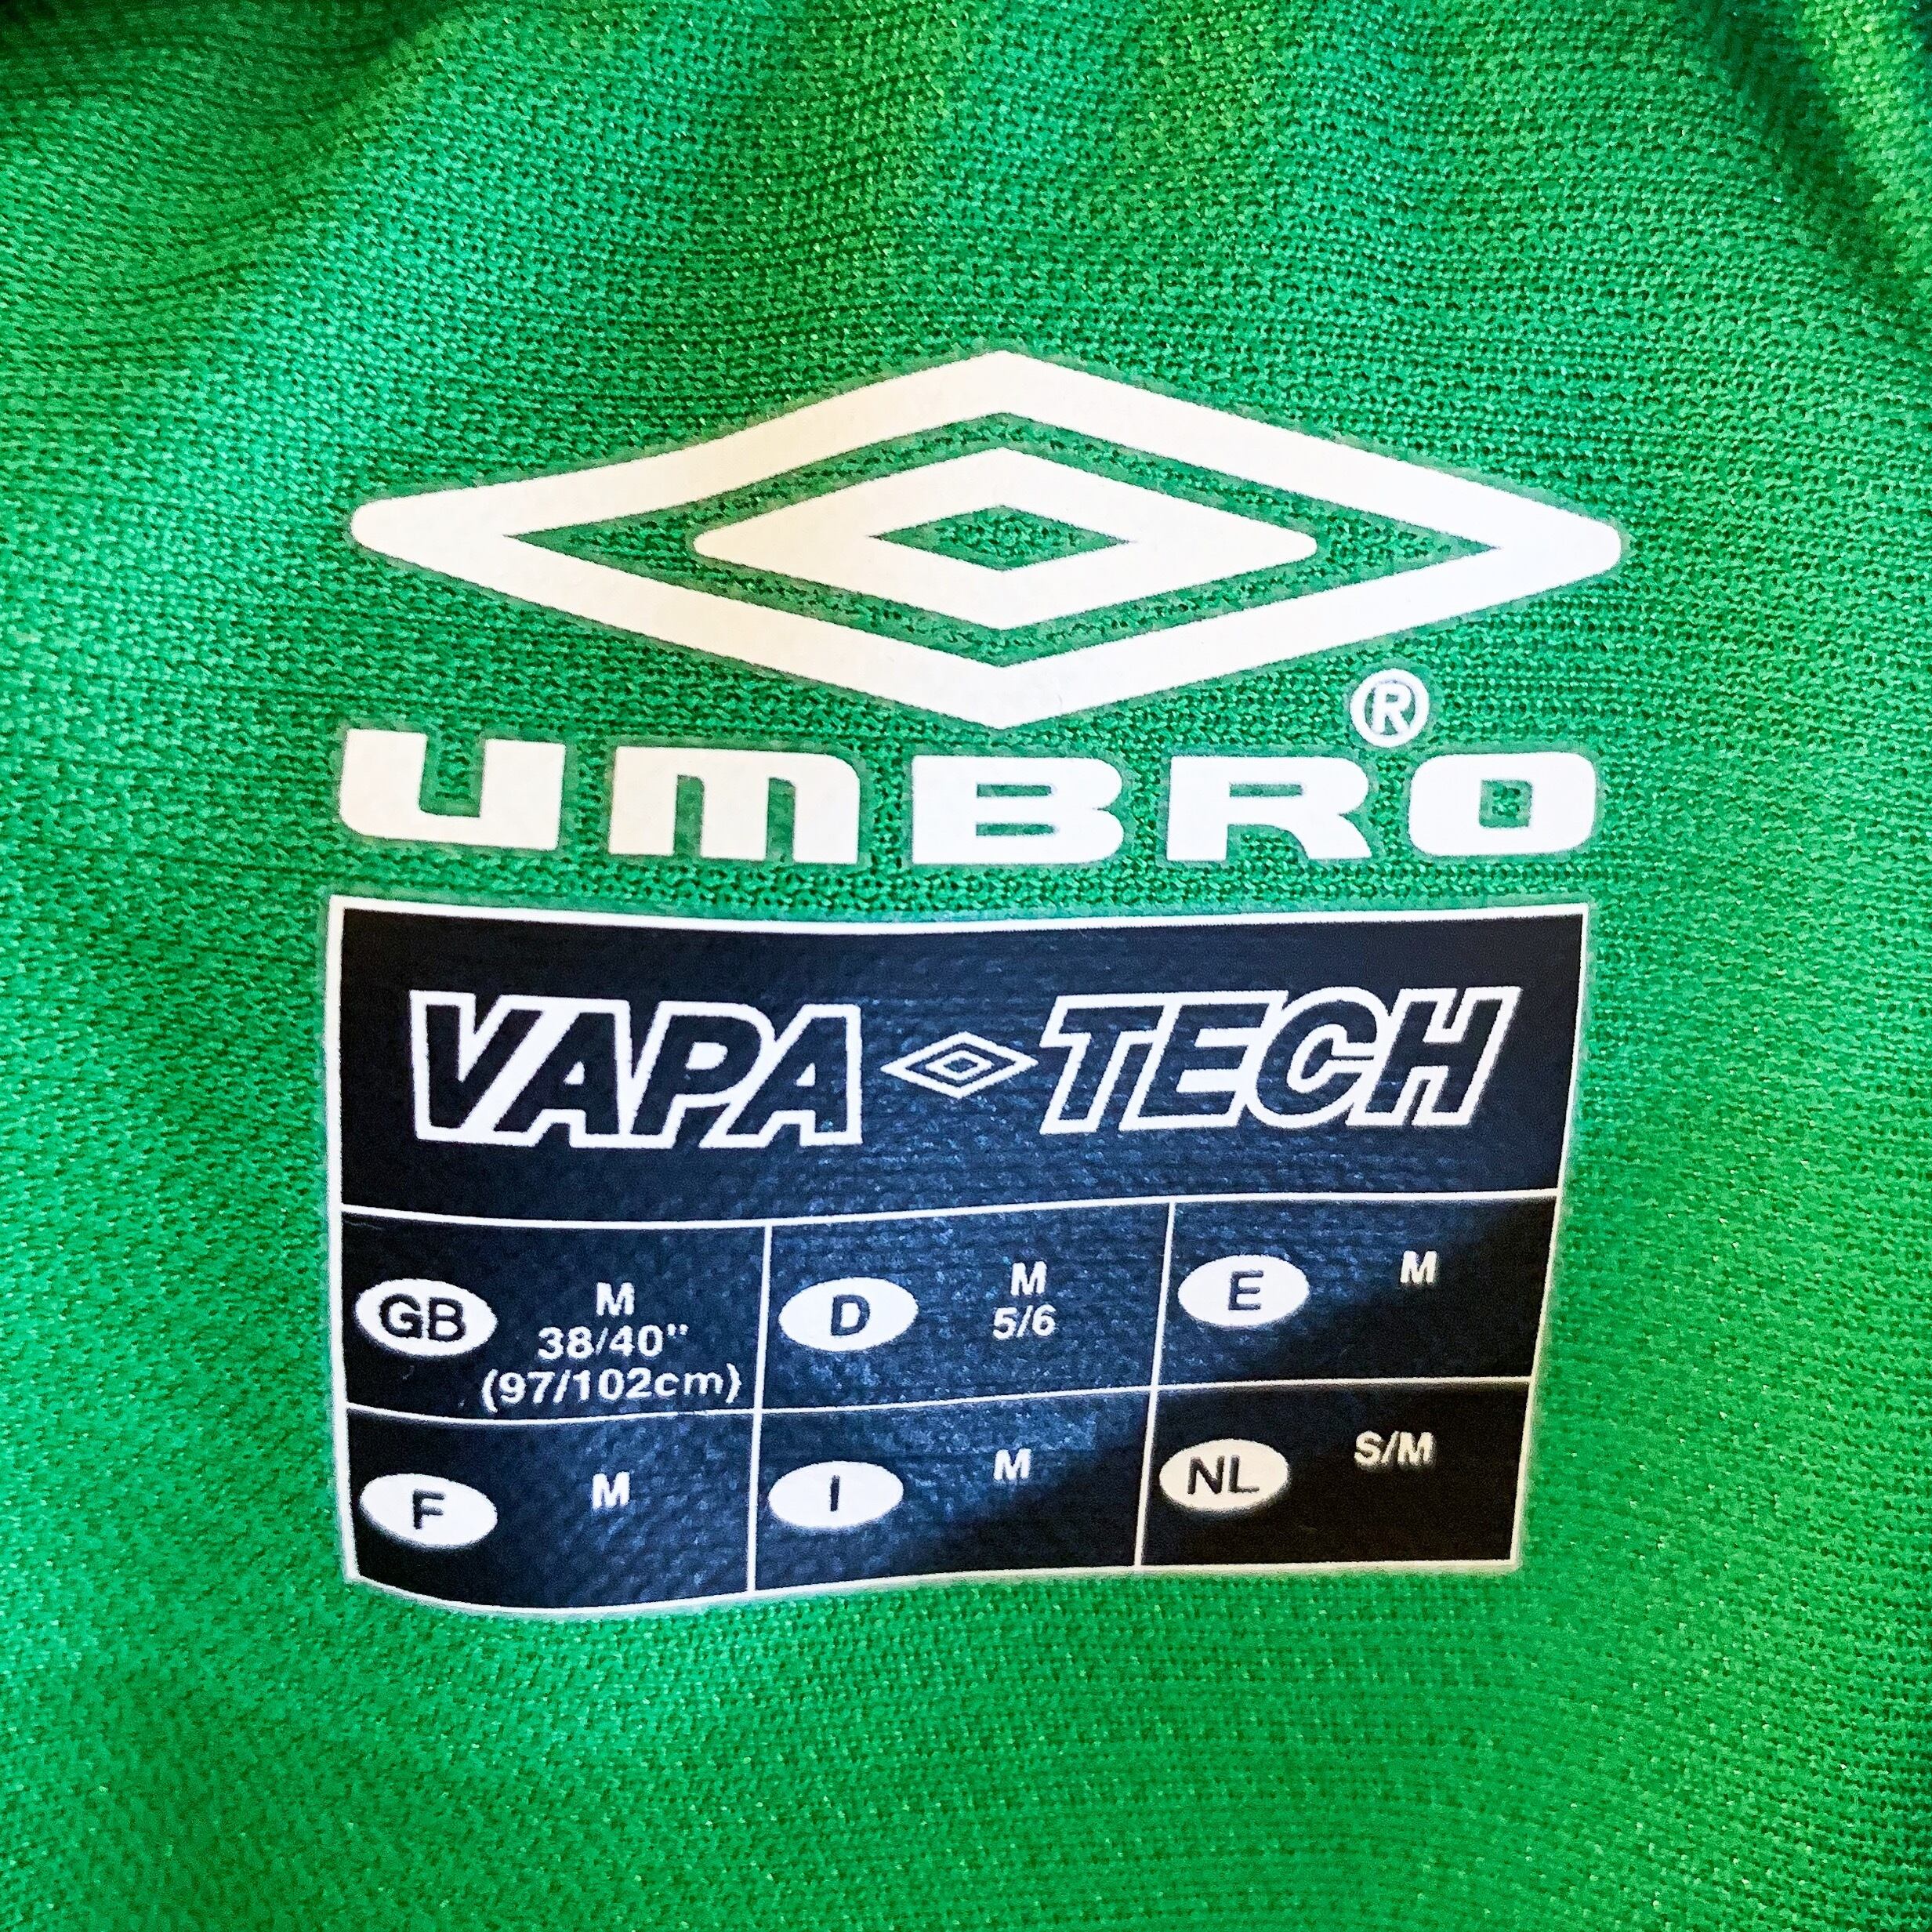 ®
UMBRO
VAPA TECH
GB M 38/40"
(97/102cm)
D M
5/6
E M
F M
I M
NL S/M